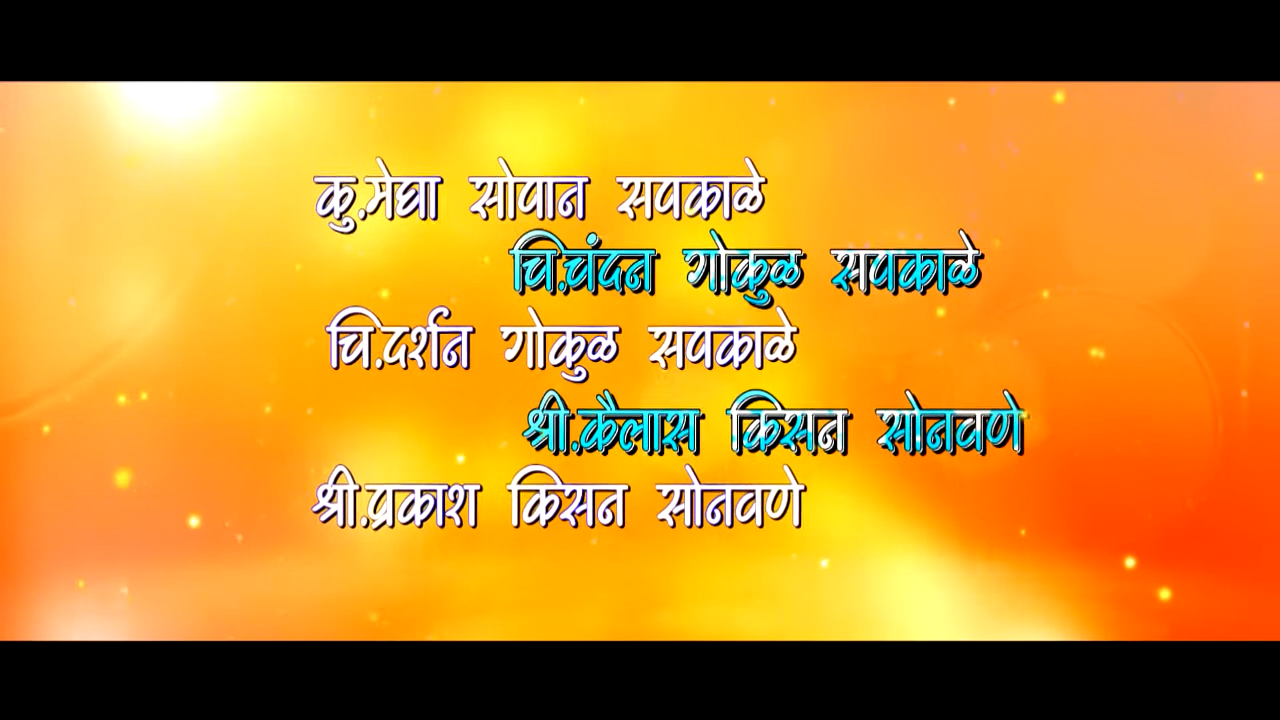 कु.मेघा सोपान सपकाळे
चि.चंदन गोकुळ सपकाळे
चि.दर्शन गोकुळ सपकाळे
श्री.कैलास किसन सोनवणे
श्री.प्रकाश किसन सोनवणे